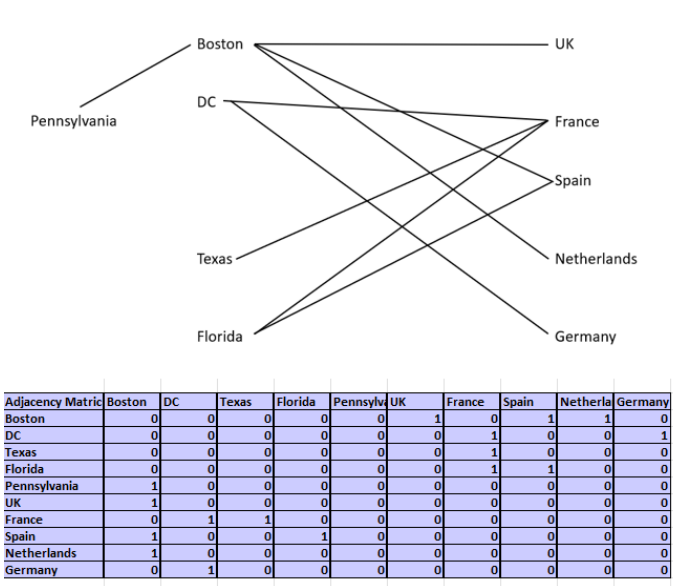 Boston UK
DC
Pennsylvania France
Spain
Texas Netherlands
Florida Germany
Adjacency Matric Boston DC Texas Florida Pennsylva UK France Spain Netherla Germany
Boston 0 0 0 0 0 1 0 1 1 0
DC 0 0 0 0 0 0 1 0 0 1
Texas 0 0 0 0 0 0 1 0 0 0
Florida 0 0 0 0 0 0 1 1 0 0
Pennsylvania 1 0 0 0 0 0 0 0 0 0
UK 1 0 0 0 0 0 0 0 0 0
France 0 1 1 0 0 0 0 0 0 0
Spain 1 0 0 1 0 0 0 0 0 0
Netherlands 1 0 0 0 0 0 0 0 0 0
Germany 0 1 0 0 0 0 0 0 0 0